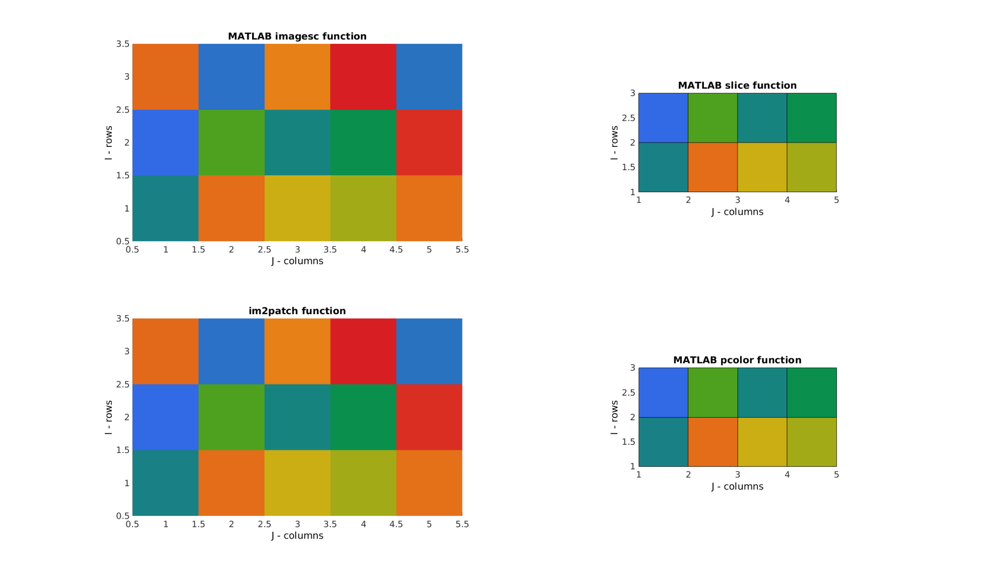 MATLAB imagesc function
3.5
3
2.5
2
1.5
1
0.5
I - rows
0.5 1 1.5 2 2.5 3 3.5 4 4.5 5 5.5
J - columns
MATLAB slice function
3
2.5
2
1.5
1
I - rows
1 2 3 4 5
J - columns
im2patch function
3.5
3
2.5
2
1.5
1
0.5
I - rows
0.5 1 1.5 2 2.5 3 3.5 4 4.5 5 5.5
J - columns
MATLAB pcolor function
3
2.5
2
1.5
1
I - rows
1 2 3 4 5
J - columns